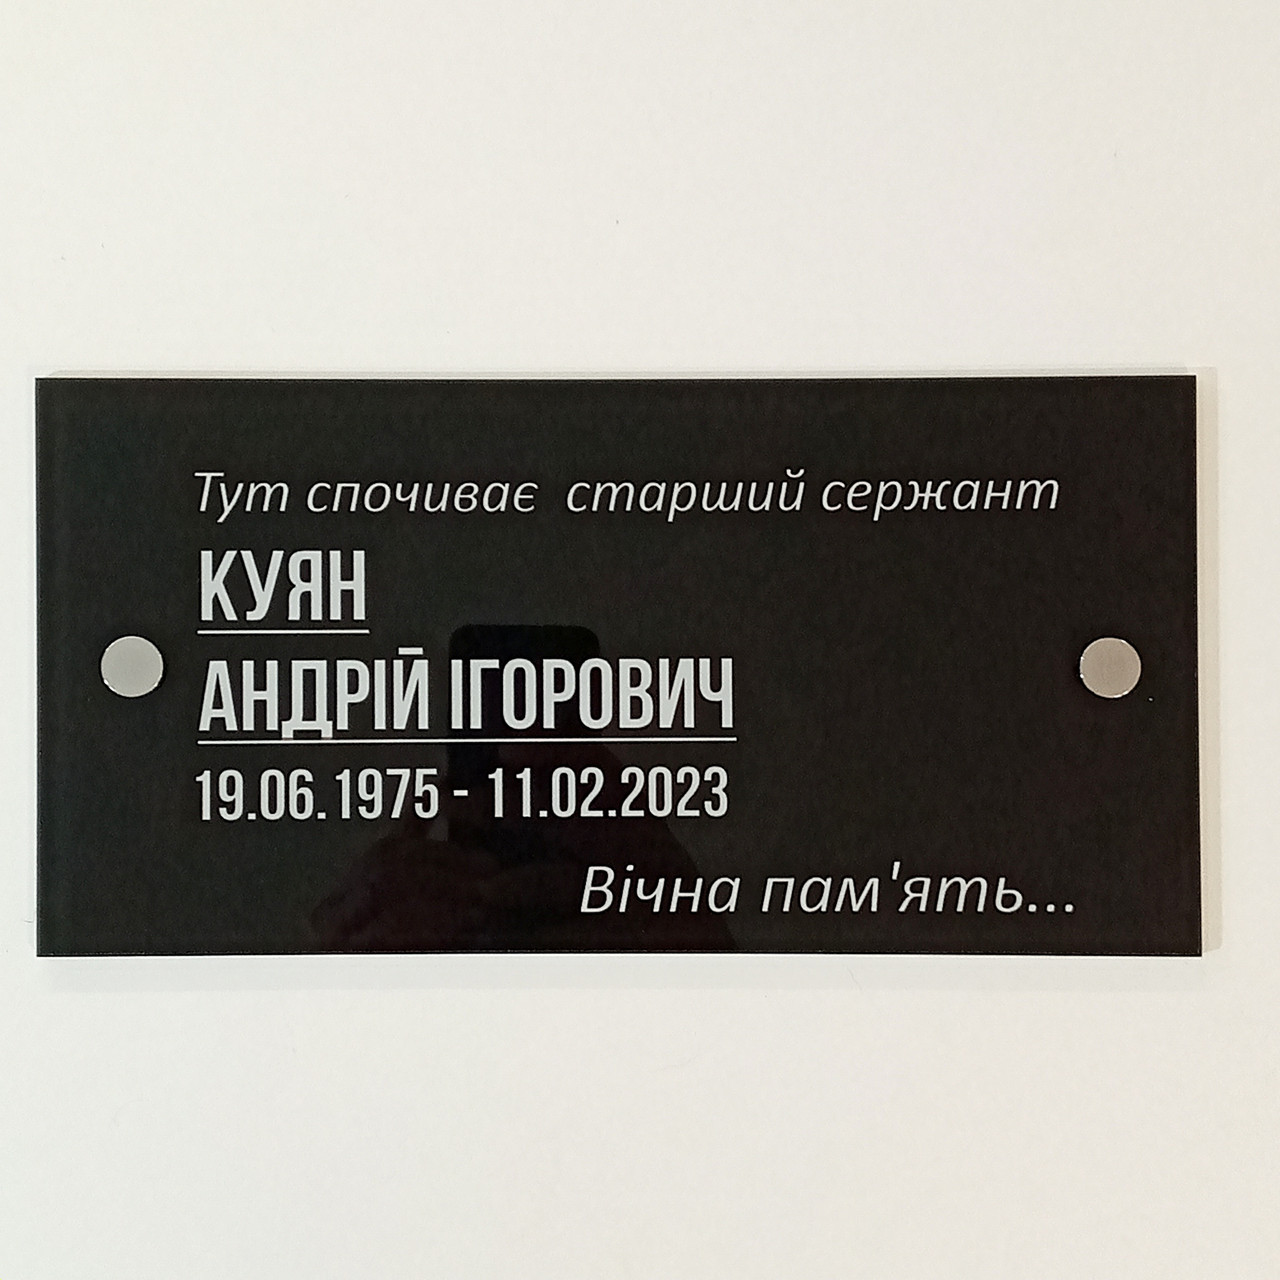 Тут спочиває старший сержант
КУЯН
АНДРІЙ ІГОРОВИЧ
19.06.1975 - 11.02.2023
Вічна пам'ять...